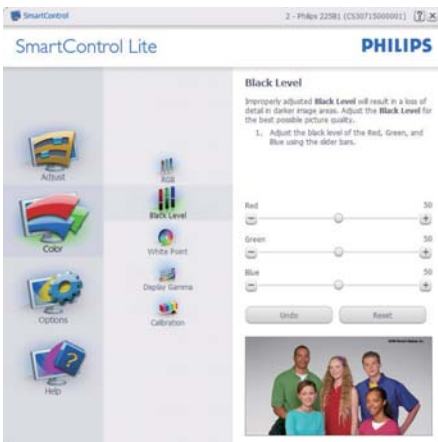 SmartControl
2 - Philips 225B1 (CS30715000001)
SmartControl Lite
PHILIPS
Adjust
Color
Options
Help
RGB
Black Level
White Point
Display Gamma
Calibration
Black Level
Improperly adjusted Black Level will result in a loss of
detail in darker image areas. Adjust the Black Level for
the best possible picture quality.
1. Adjust the black level of the Red, Green, and
Blue using the slider bars.
Red 50
Green 50
Blue 50
Undo Reset